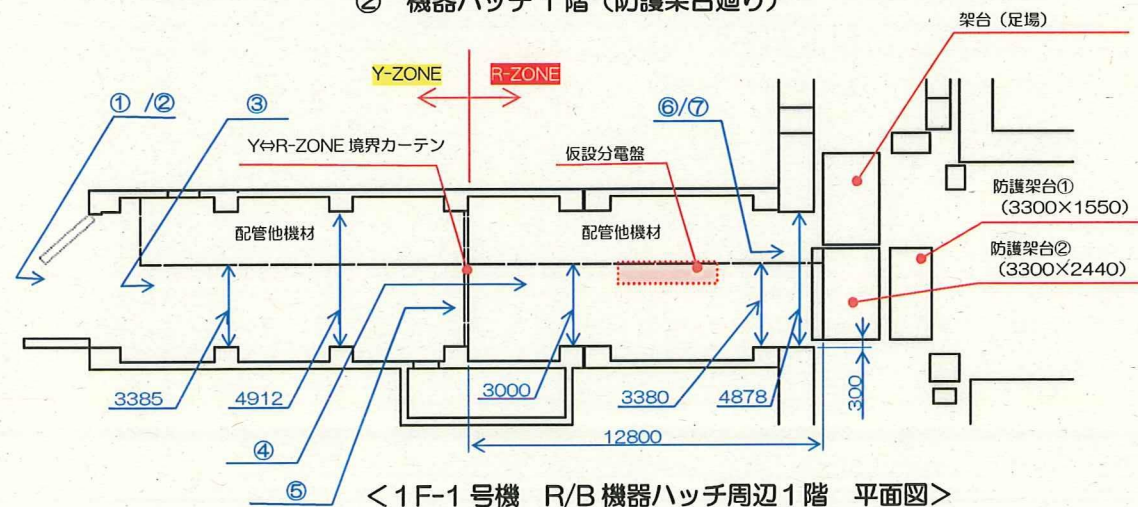 ② 機器ハッチ1階（防護架台廻り）
架台（足場）
Y-ZONE
R-ZONE
① /②
③
⑥/⑦
Y⇔R-ZONE 境界カーテン
仮設分電盤
防護架台①
（3300×1550）
配管他機材
配管他機材
防護架台②
（3300×2440）
3385
4912
3000
3380
4878
300
12800
④
⑤
＜1F-1号機 R/B機器ハッチ周辺1階 平面図＞